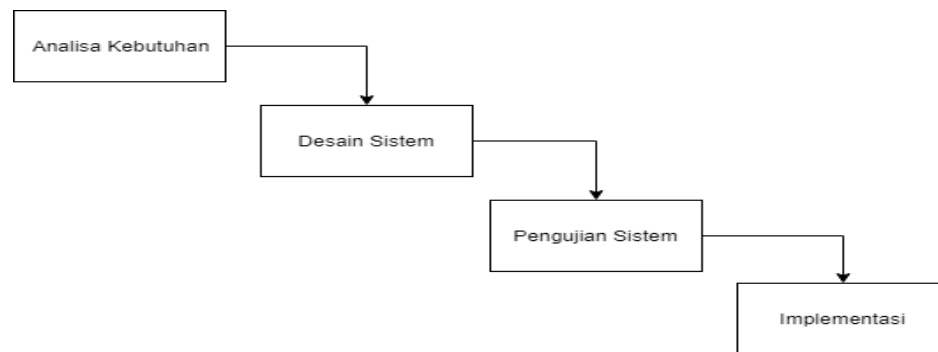 Analisa Kebutuhan
Desain Sistem
Pengujian Sistem
Implementasi